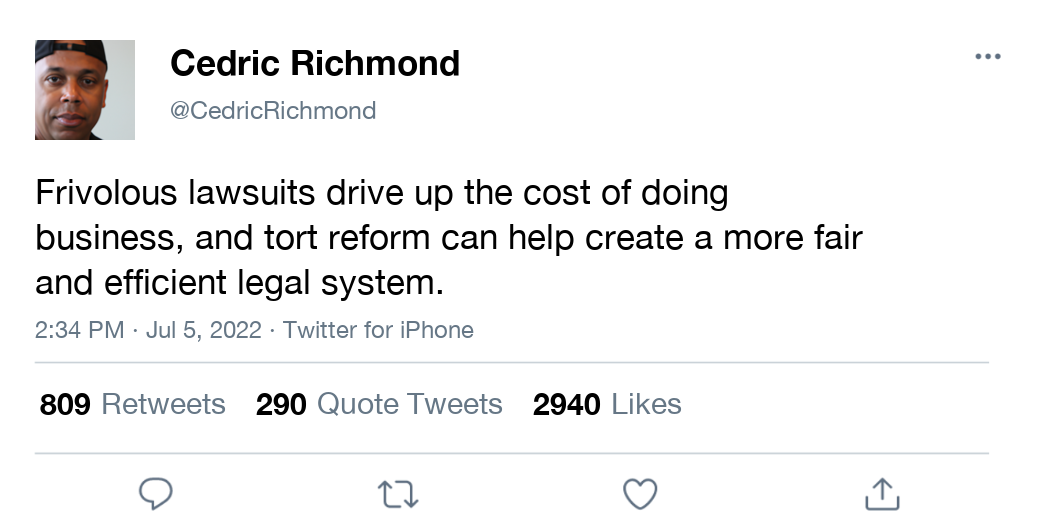 Cedric Richmond
@CedricRichmond
Frivolous lawsuits drive up the cost of doing
business, and tort reform can help create a more fair
and efficient legal system.
2:34 PM · Jul 5, 2022 · Twitter for iPhone
809 Retweets 290 Quote Tweets 2940 Likes